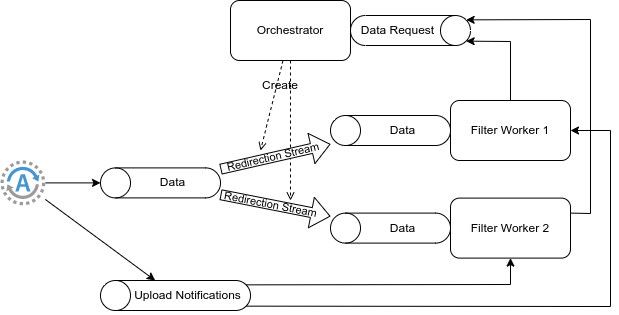 Orchestrator
Data Request
Create
Data
Filter Worker 1
Redirection Stream
A
Data
Redirection Stream
Data
Filter Worker 2
Upload Notifications